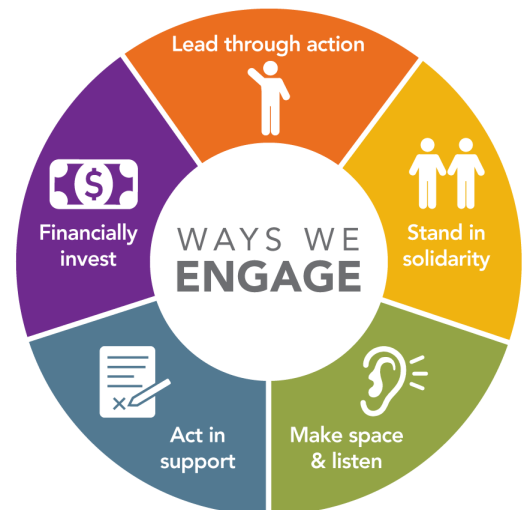 Lead through action
Stand in
solidarity
Make space
& listen
Act in
support
Financially
invest
$
WAYS WE
ENGAGE